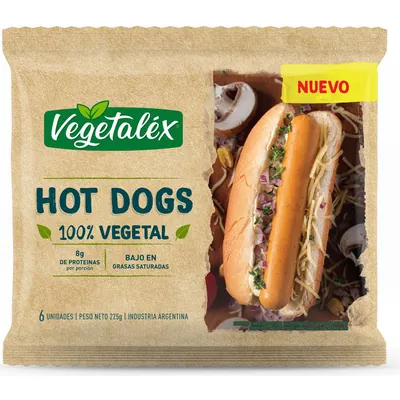 NUEVO
Vegetaléx
HOT DOGS
100% VEGETAL
8g
DE PROTEINAS
por porción
BAJO EN
GRASAS SATURADAS
6 UNIDADES | PESO NETO 225g | INDUSTRIA ARGENTINA